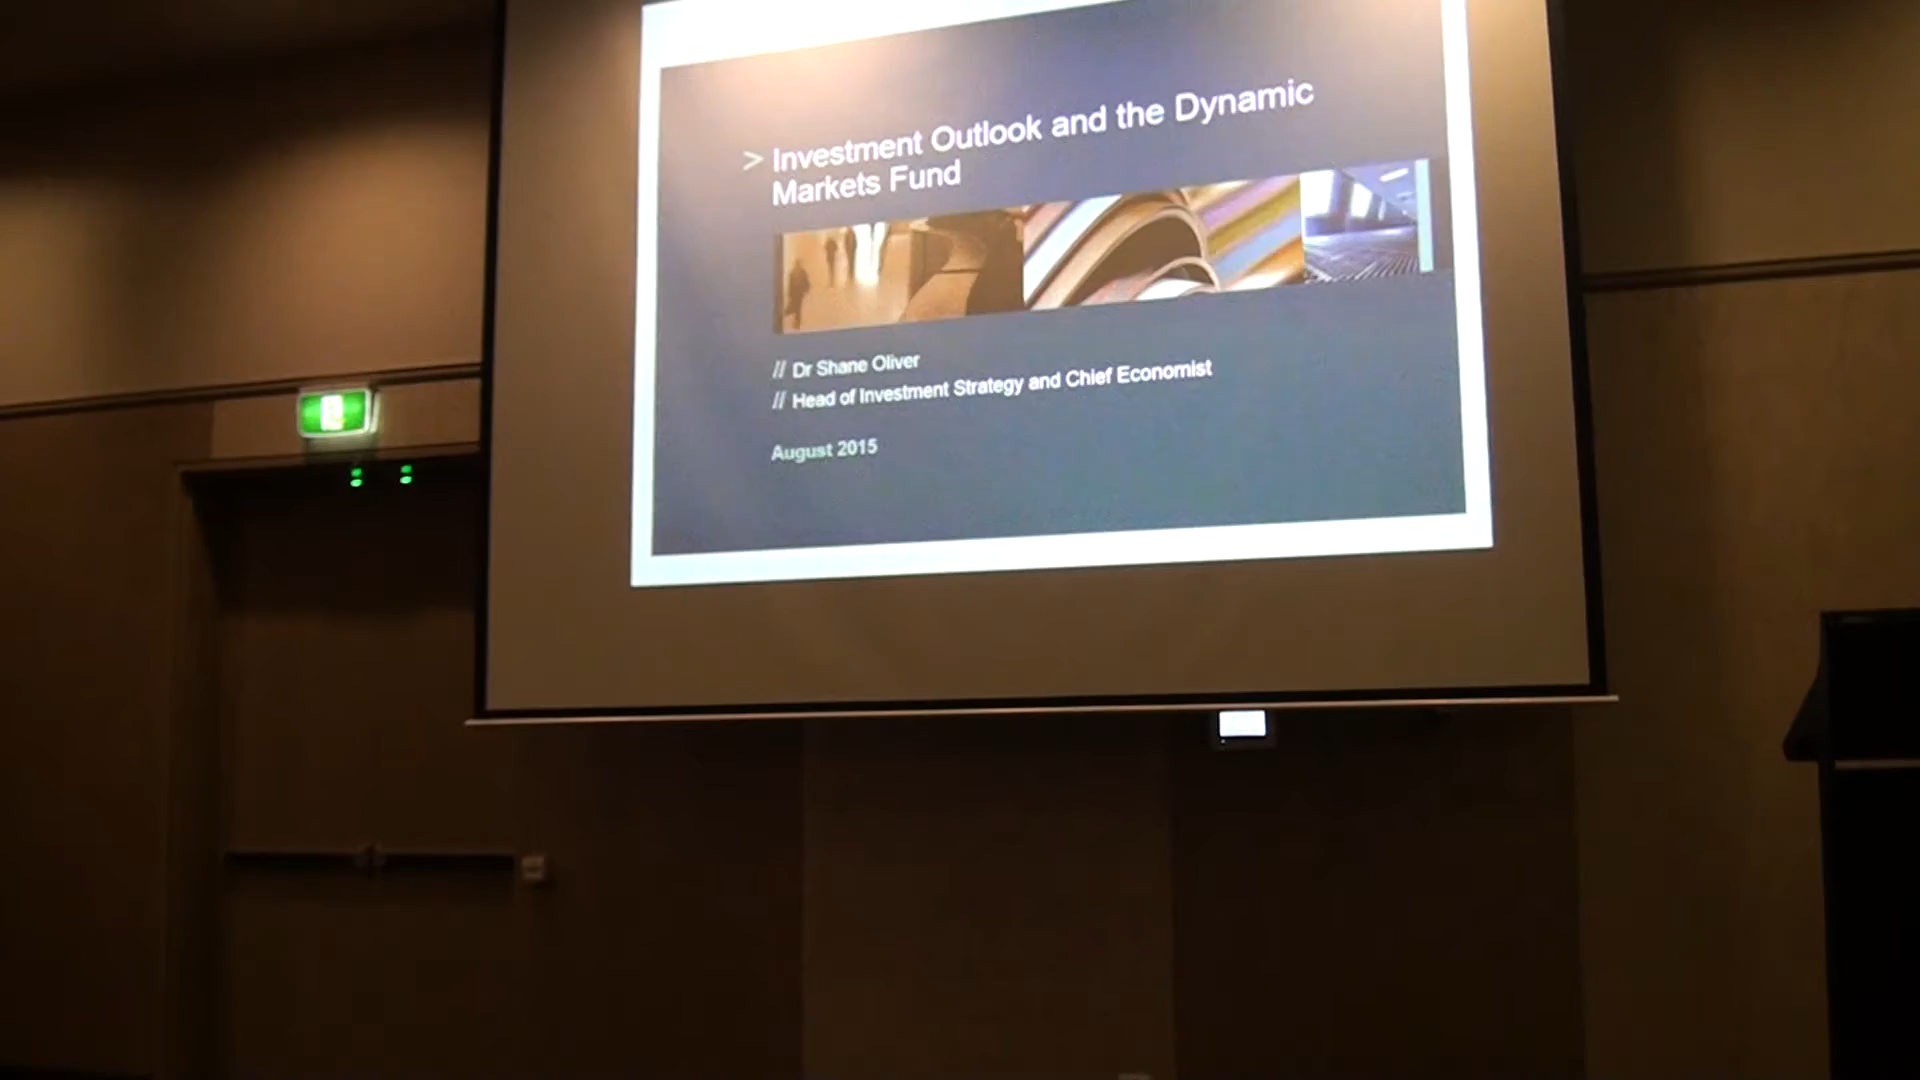 > Investment Outlook and the Dynamic
Markets Fund
// Dr Shane Oliver
// Head of Investment Strategy and Chief Economist
August 2015